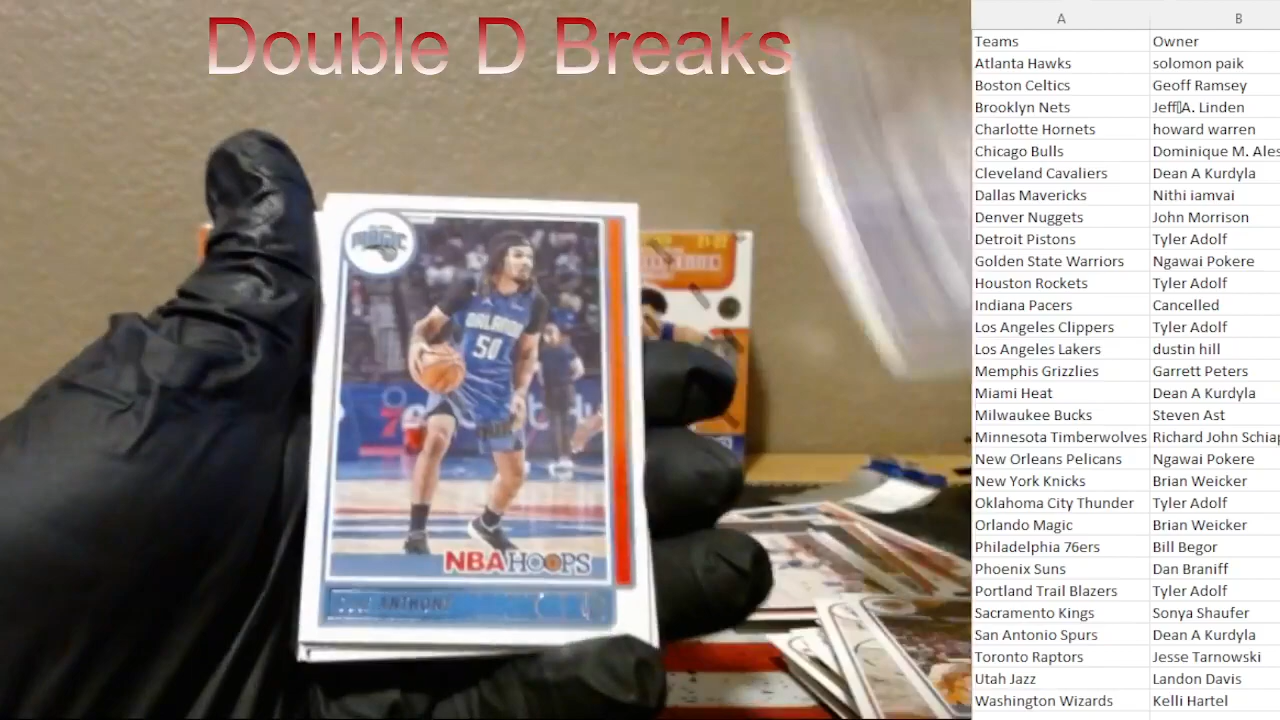 Double D Breaks
MAGIC
ORLANDO
50
NBA HOOPS
ANTHONY
21-22
A B
Teams Owner
Atlanta Hawks solomon paik
Boston Celtics Geoff Ramsey
Brooklyn Nets Jeff▯A. Linden
Charlotte Hornets howard warren
Chicago Bulls Dominique M. Ales
Cleveland Cavaliers Dean A Kurdyla
Dallas Mavericks Nithi iamvai
Denver Nuggets John Morrison
Detroit Pistons Tyler Adolf
Golden State Warriors Ngawai Pokere
Houston Rockets Tyler Adolf
Indiana Pacers Cancelled
Los Angeles Clippers Tyler Adolf
Los Angeles Lakers dustin hill
Memphis Grizzlies Garrett Peters
Miami Heat Dean A Kurdyla
Milwaukee Bucks Steven Ast
Minnesota Timberwolves Richard John Schiap
New Orleans Pelicans Ngawai Pokere
New York Knicks Brian Weicker
Oklahoma City Thunder Tyler Adolf
Orlando Magic Brian Weicker
Philadelphia 76ers Bill Begor
Phoenix Suns Dan Braniff
Portland Trail Blazers Tyler Adolf
Sacramento Kings Sonya Shaufer
San Antonio Spurs Dean A Kurdyla
Toronto Raptors Jesse Tarnowski
Utah Jazz Landon Davis
Washington Wizards Kelli Hartel